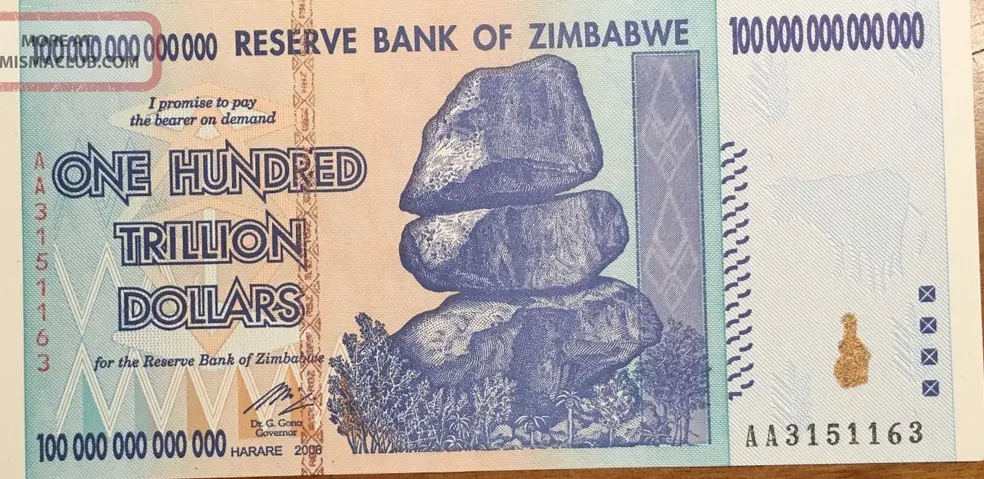 MORE AT
NISMACLUB.COM
100 000 000 000 000
RESERVE BANK OF ZIMBABWE
100 000 000 000 000
I promise to pay
the bearer on demand
ONE HUNDRED
TRILLION
DOLLARS
AA3151163
for the Reserve Bank of Zimbabwe
Dr. G. Gono
Governor
100 000 000 000 000
HARARE 2008
AA3151163